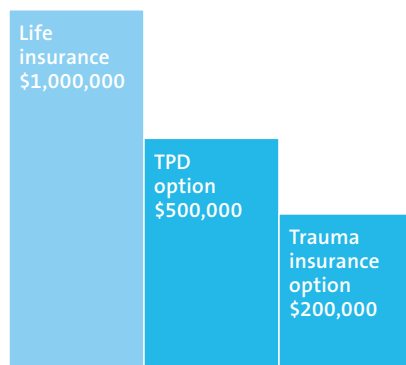 Life
insurance
$1,000,000
TPD
option
$500,000
Trauma
insurance
option
$200,000